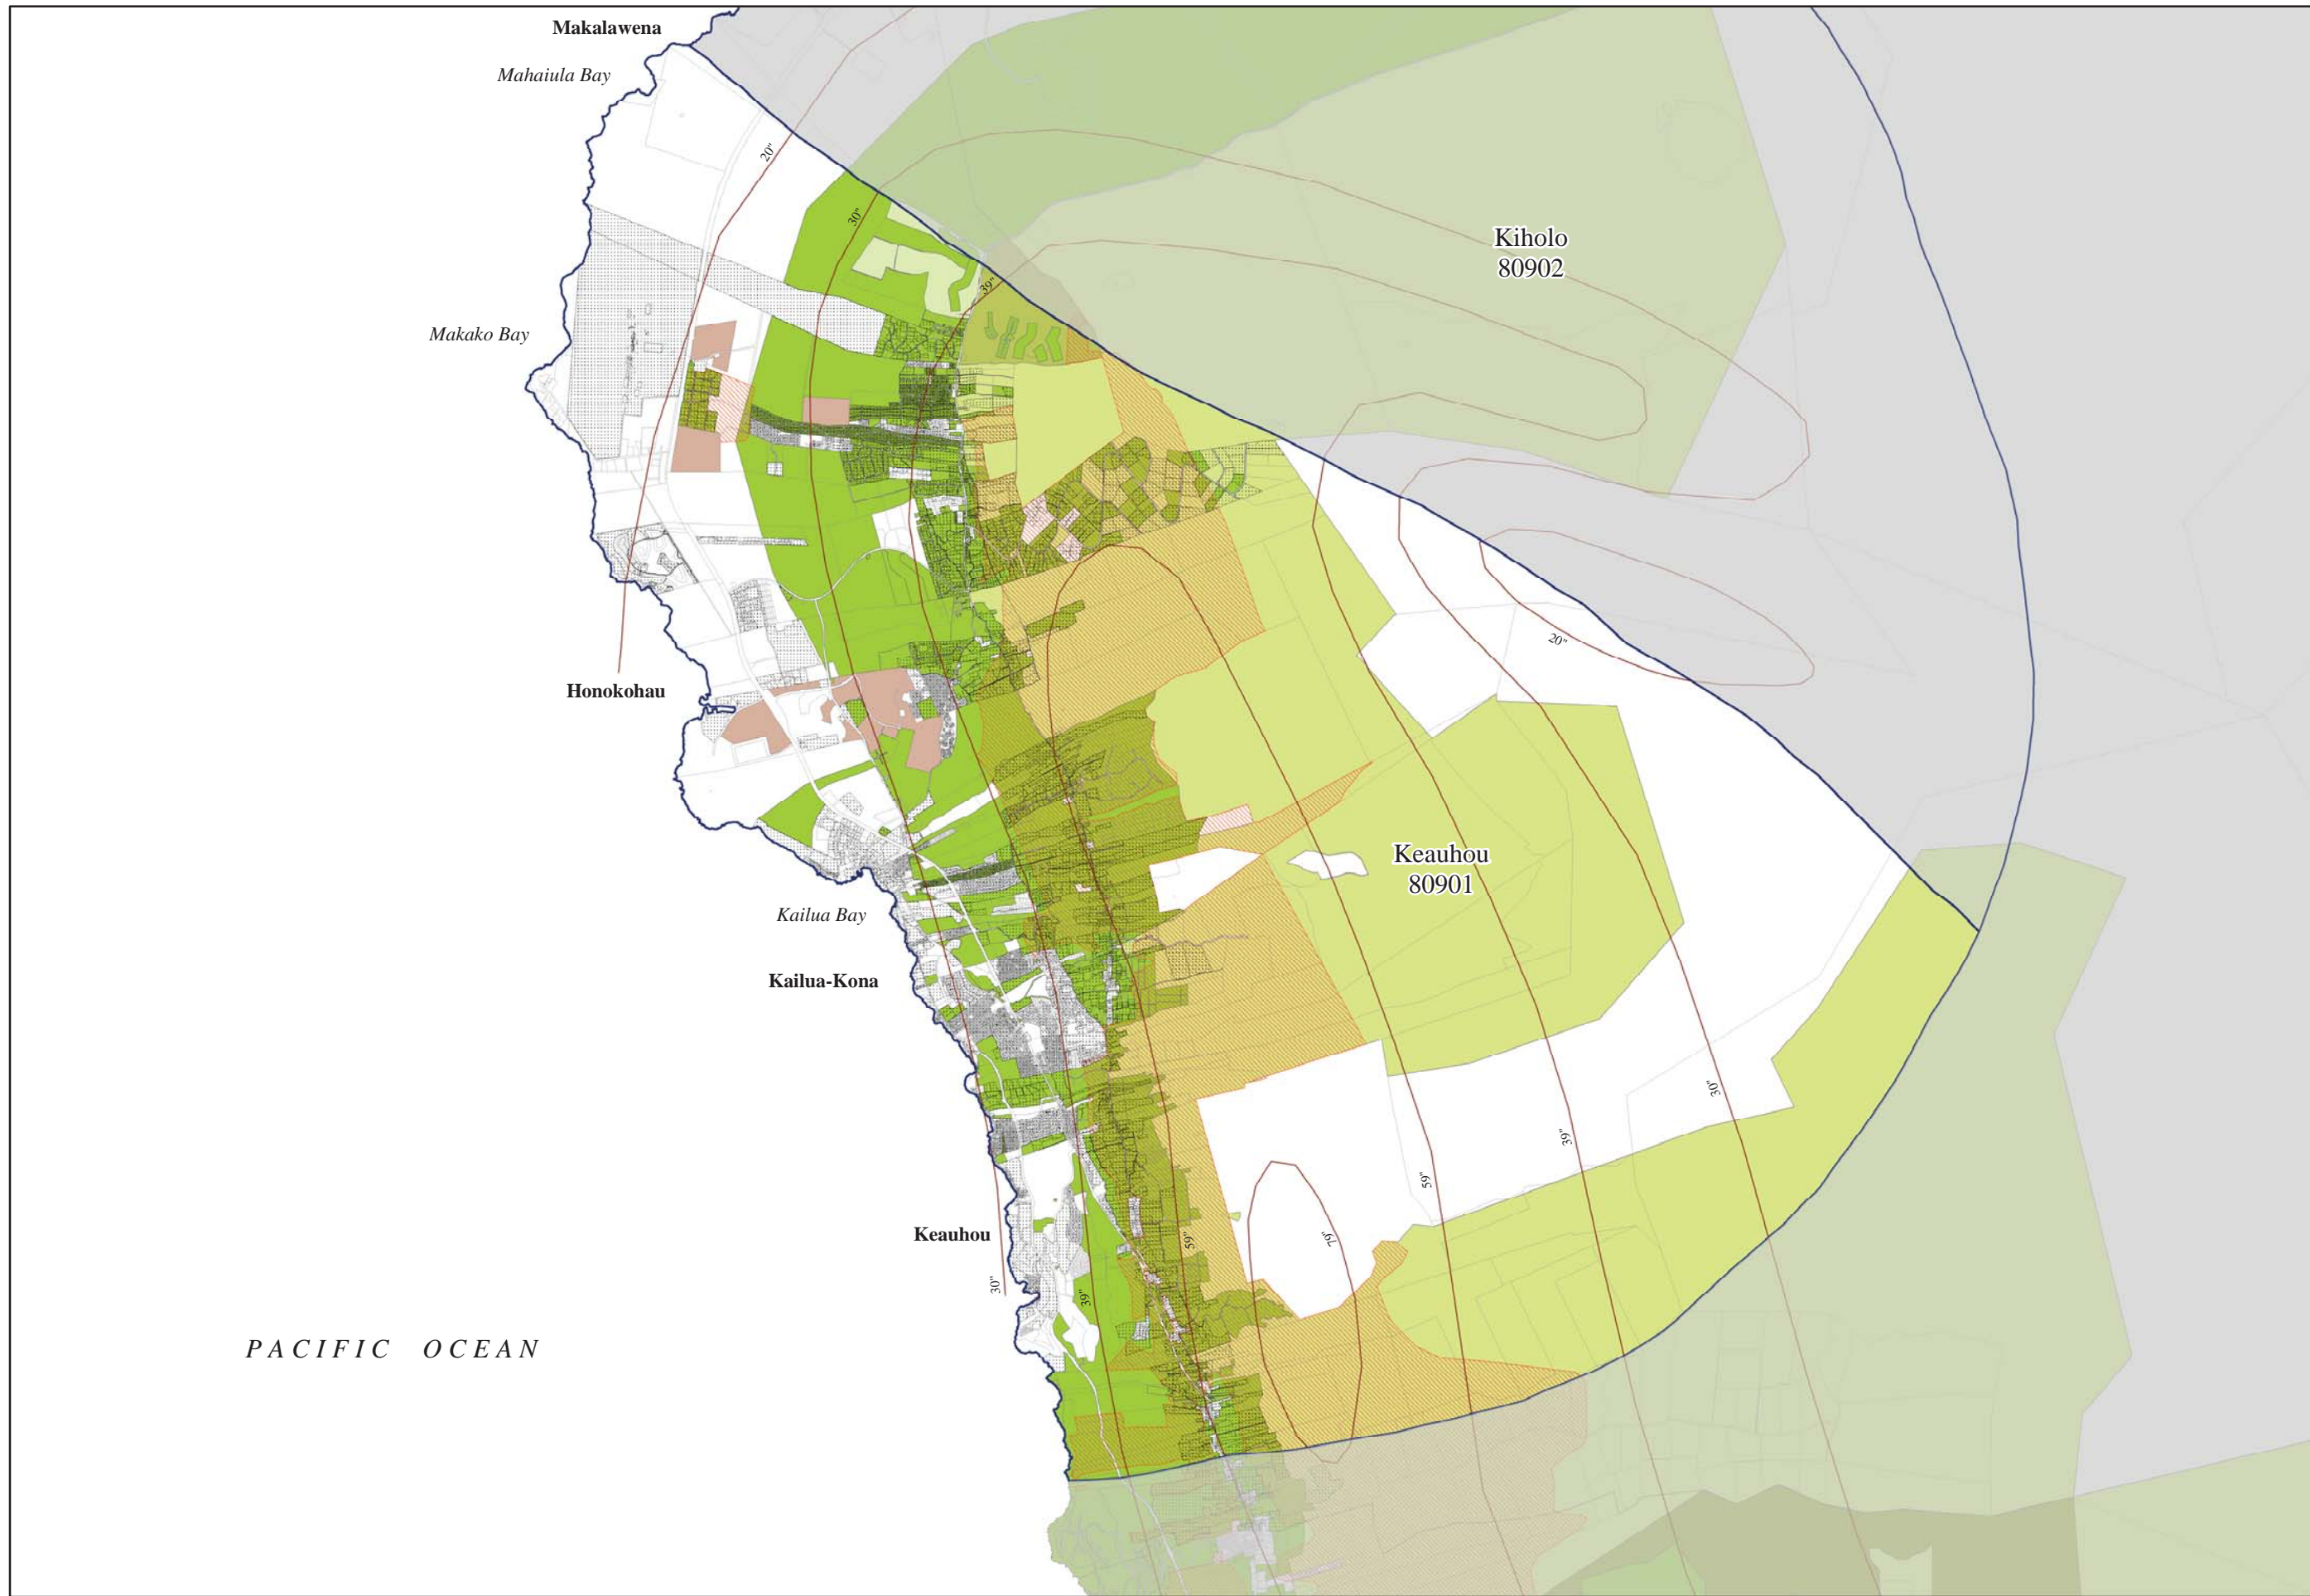 Makalawena
Mahaiula Bay
20"
30"
Kiholo
80902
39"
Makako Bay
20"
Honokohau
Keauhou
80901
Kailua Bay
Kailua-Kona
30"
39"
59"
79"
59"
Keauhou
30"
39"
PACIFIC OCEAN